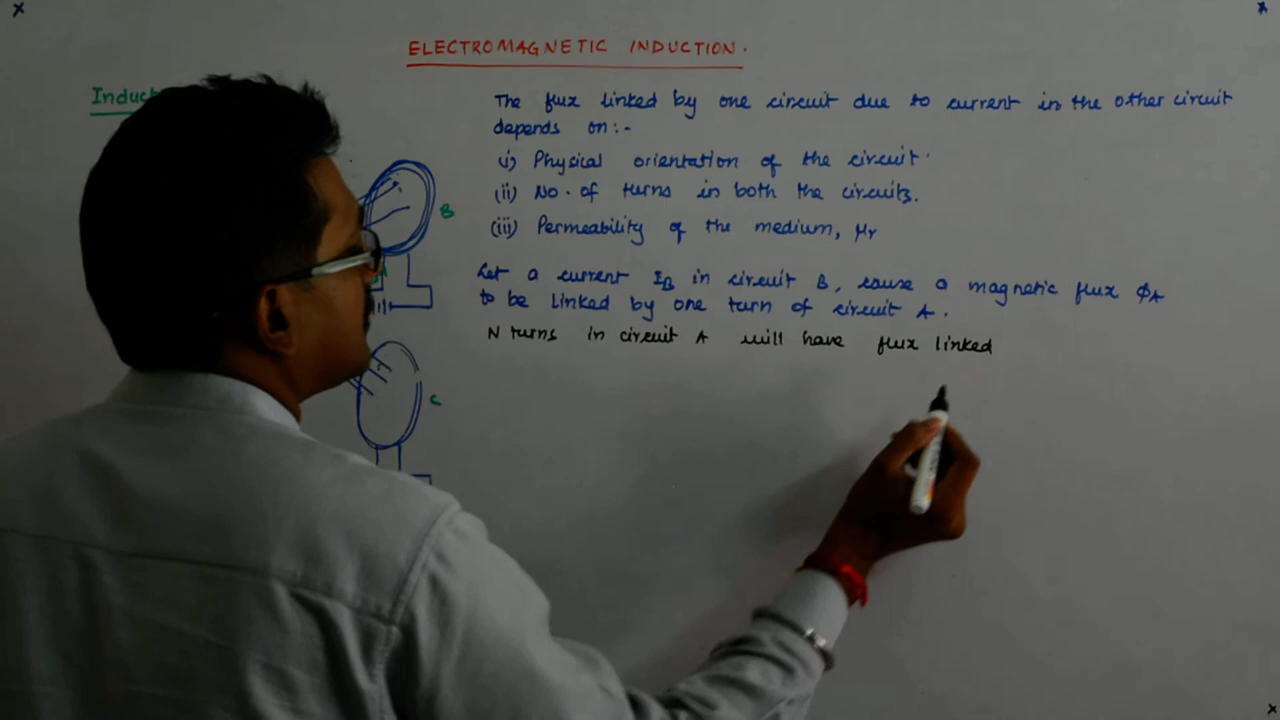 ELECTROMAGNETIC INDUCTION.
The flux linked by one circuit due to current in the other circuit
depends on:-
(i) Physical orientation of the circuit.
(ii) No. of turns in both the circuits.
(iii) Permeability of the medium, μr
Let a current IB in circuit B, cause a magnetic flux ϕA
to be linked by one turn of circuit A.
N turns in circuit A will have flux linked
B
C